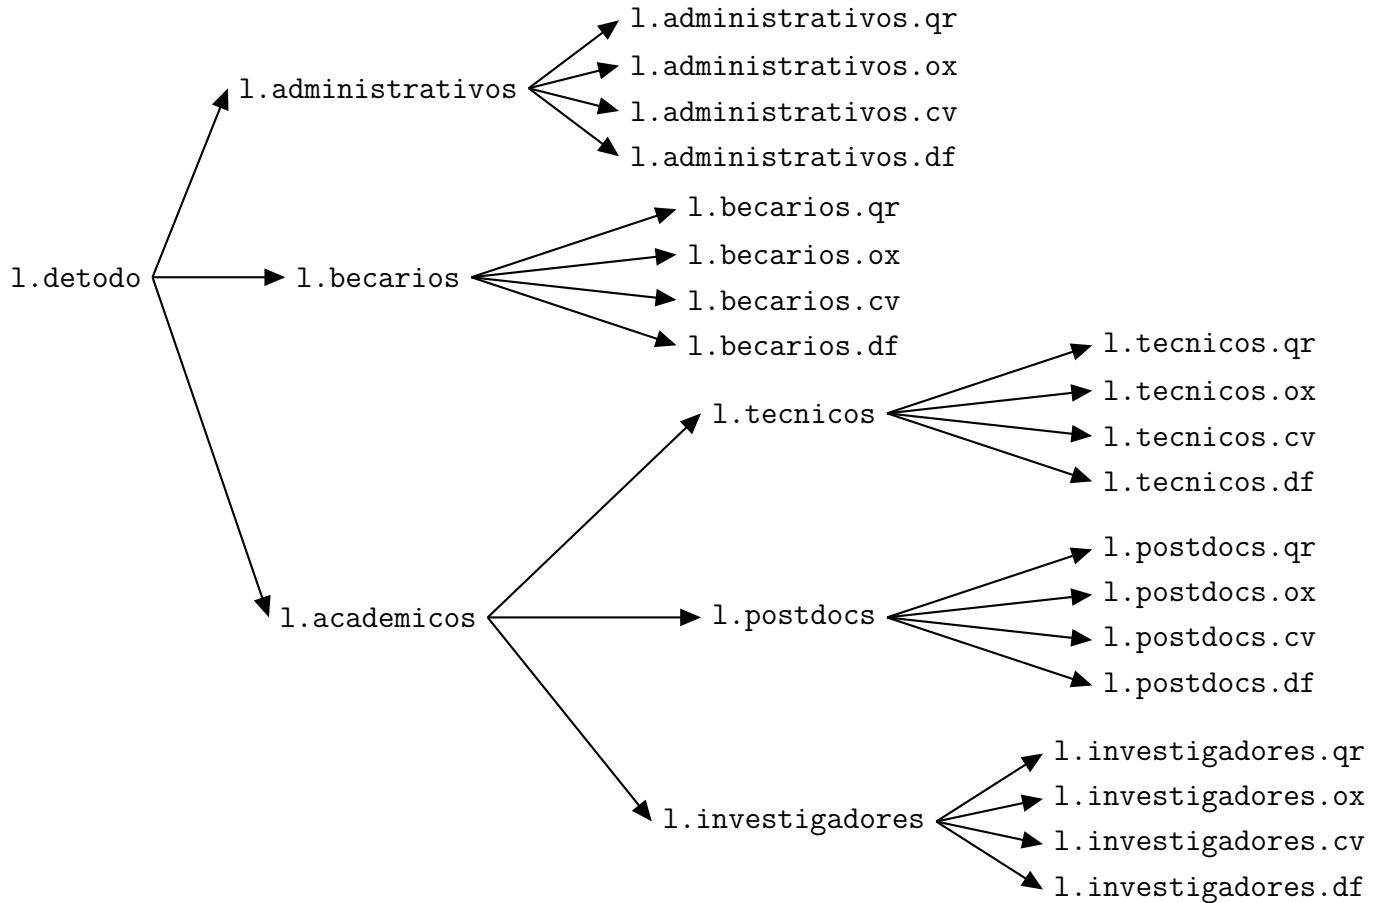 l.detodo
l.administrativos
l.administrativos.qr
l.administrativos.ox
l.administrativos.cv
l.administrativos.df
l.becarios
l.becarios.qr
l.becarios.ox
l.becarios.cv
l.becarios.df
l.academicos
l.tecnicos
l.tecnicos.qr
l.tecnicos.ox
l.tecnicos.cv
l.tecnicos.df
l.postdocs
l.postdocs.qr
l.postdocs.ox
l.postdocs.cv
l.postdocs.df
l.investigadores
l.investigadores.qr
l.investigadores.ox
l.investigadores.cv
l.investigadores.df